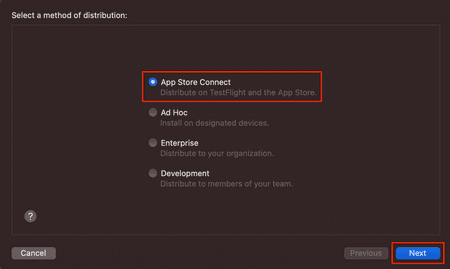 Select a method of distribution:
App Store Connect
Distribute on TestFlight and the App Store.
Ad Hoc
Install on designated devices.
Enterprise
Distribute to your organization.
Development
Distribute to members of your team.
?
Cancel
Previous
Next